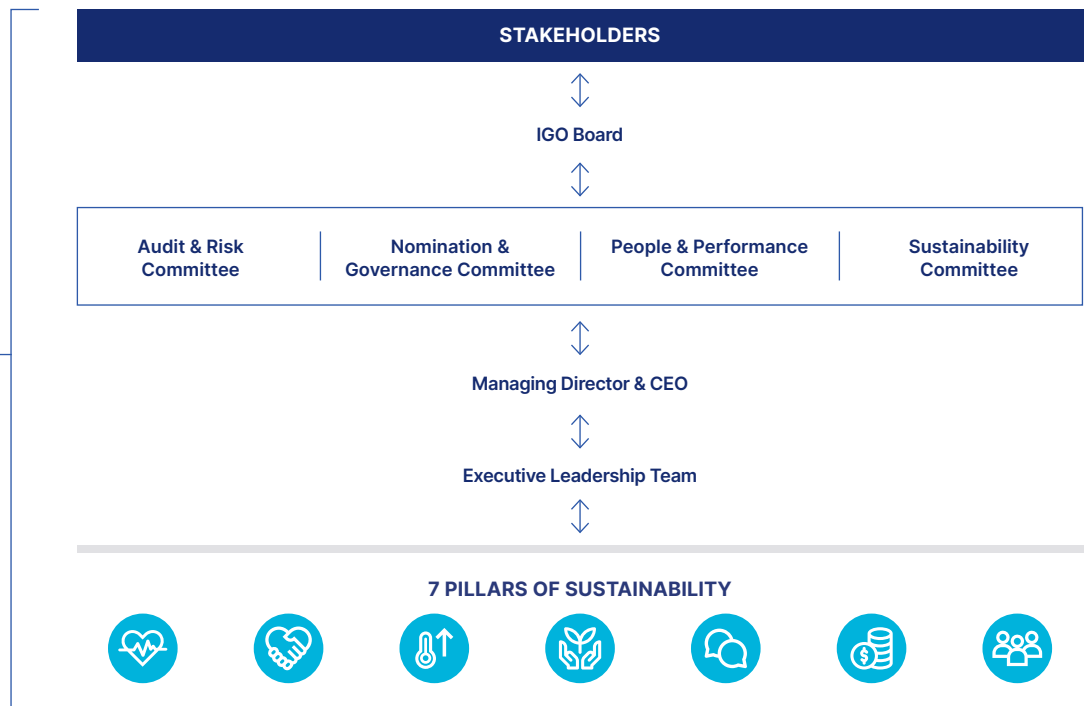 STAKEHOLDERS
IGO Board
Audit & Risk
Committee
Nomination &
Governance Committee
People & Performance
Committee
Sustainability
Committee
Managing Director & CEO
Executive Leadership Team
7 PILLARS OF SUSTAINABILITY
$